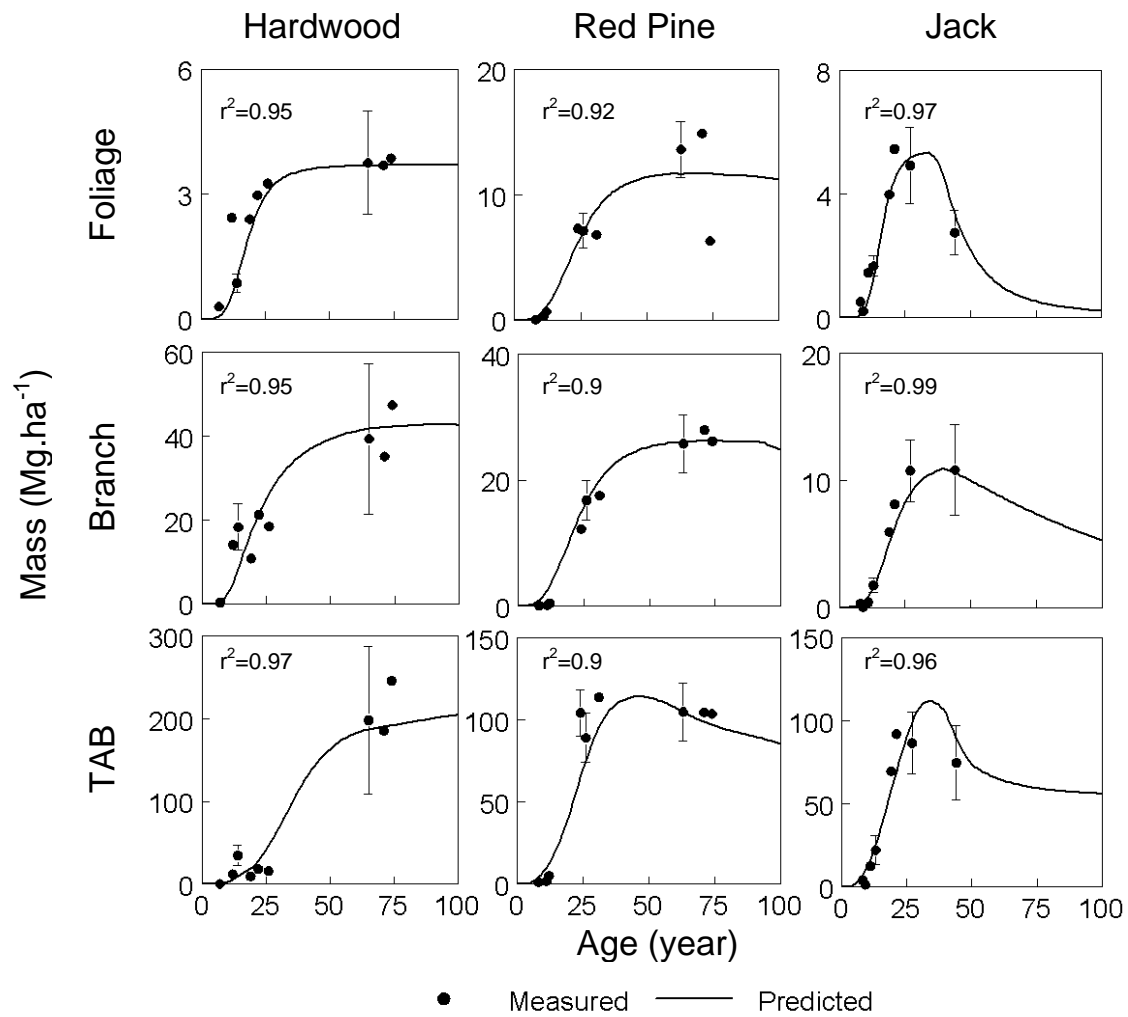 Hardwood Red Pine Jack
Mass (Mg.ha⁻¹)
Foliage
6
3
0
r²=0.95
20
10
0
r²=0.92
8
4
0
r²=0.97
Branch
60
40
20
0
r²=0.95
40
20
0
r²=0.9
20
10
0
r²=0.99
TAB
300
200
100
0
r²=0.97
150
100
50
0
r²=0.9
150
100
50
0
r²=0.96
0 25 50 75 100
0 25 50 75 100
0 25 50 75 100
Age (year)
Measured Predicted